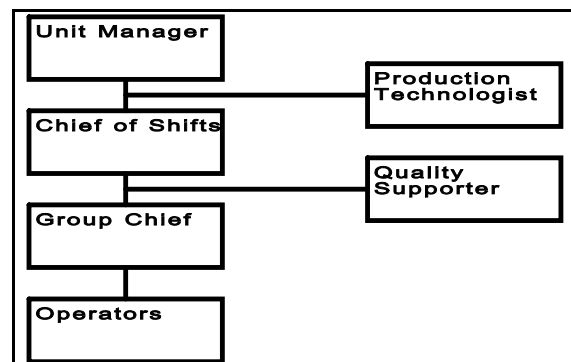 Unit Manager
Production
Technologist
Chief of Shifts
Quality
Supporter
Group Chief
Operators